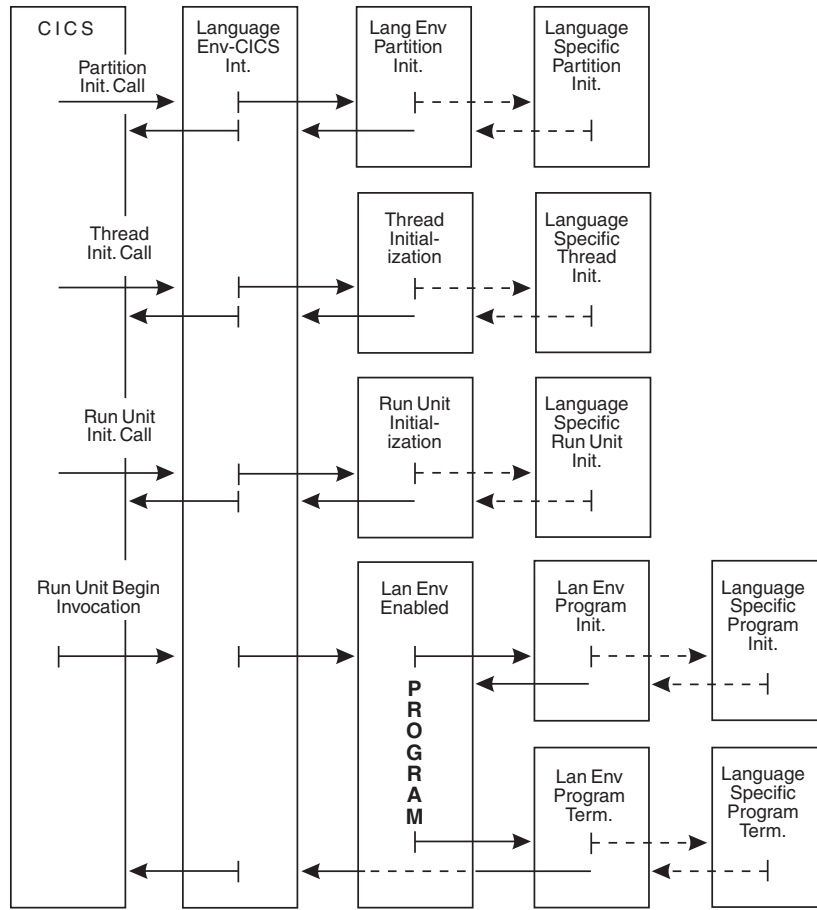 CICS
Language
Env-CICS
Int.
Lang Env
Partition
Init.
Language
Specific
Partition
Init.
Partition
Init. Call
Thread
Init. Call
Thread
Initial-
ization
Language
Specific
Thread
Init.
Run Unit
Init. Call
Run Unit
Initial-
ization
Language
Specific
Run Unit
Init.
Run Unit Begin
Invocation
Lan Env
Enabled
Lan Env
Program
Init.
Language
Specific
Program
Init.
PROGRAM
Lan Env
Program
Term.
Language
Specific
Program
Term.